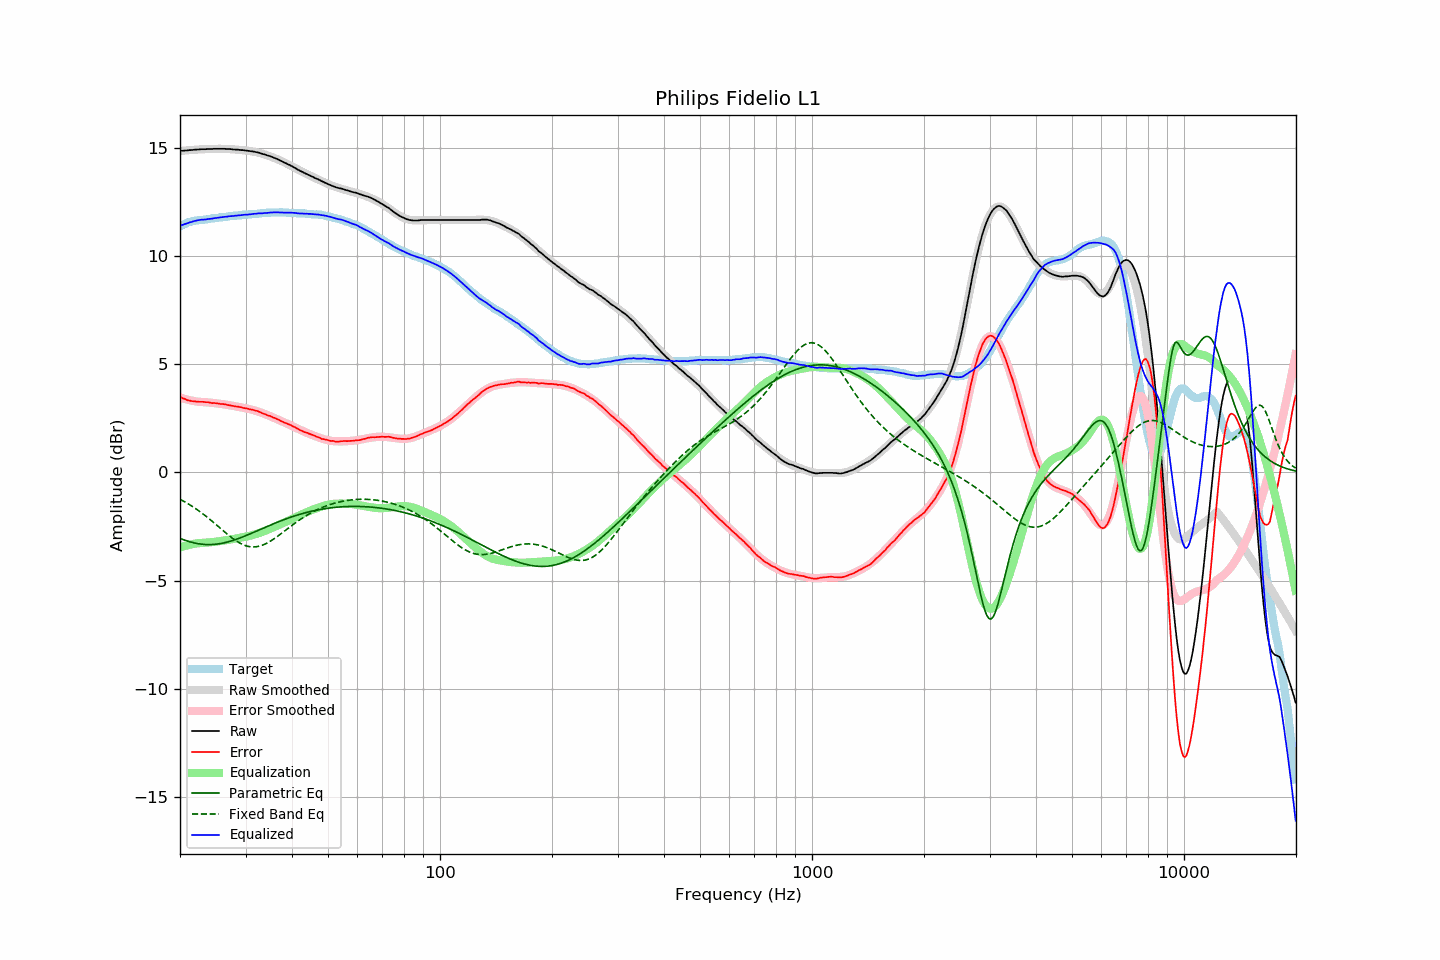 Philips Fidelio L1
15
10
5
0
−5
−10
−15
Amplitude (dBr)
Target
Raw Smoothed
Error Smoothed
Raw
Error
Equalization
Parametric Eq
Fixed Band Eq
Equalized
100
1000
10000
Frequency (Hz)